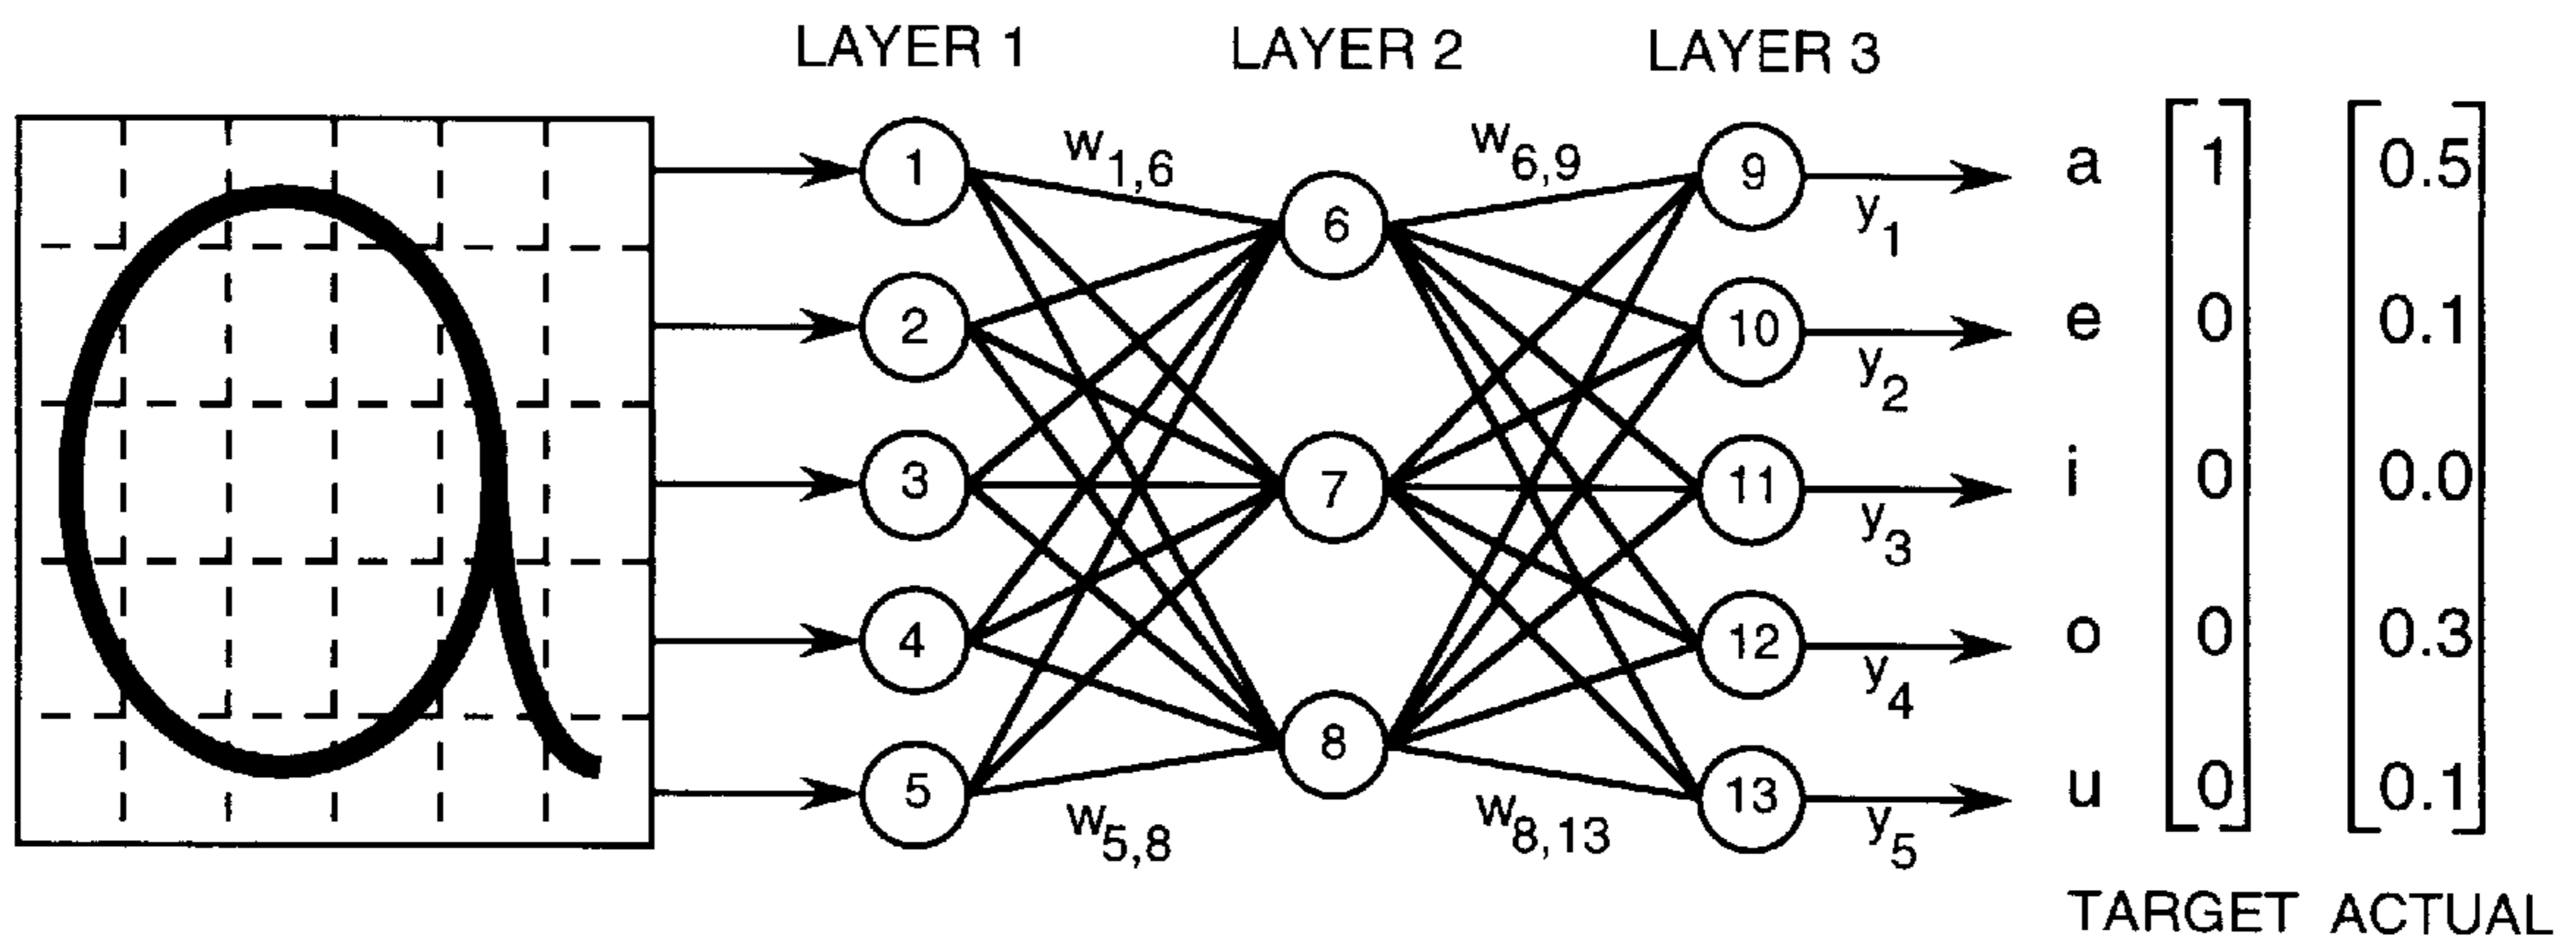 LAYER 1 LAYER 2 LAYER 3
1 w1,6 6 w6,9 9 y1 a 1 0.5
2 10 y2 e 0 0.1
3 7 11 y3 i 0 0.0
4 12 y4 o 0 0.3
5 w5,8 8 w8,13 13 y5 u 0 0.1
TARGET ACTUAL